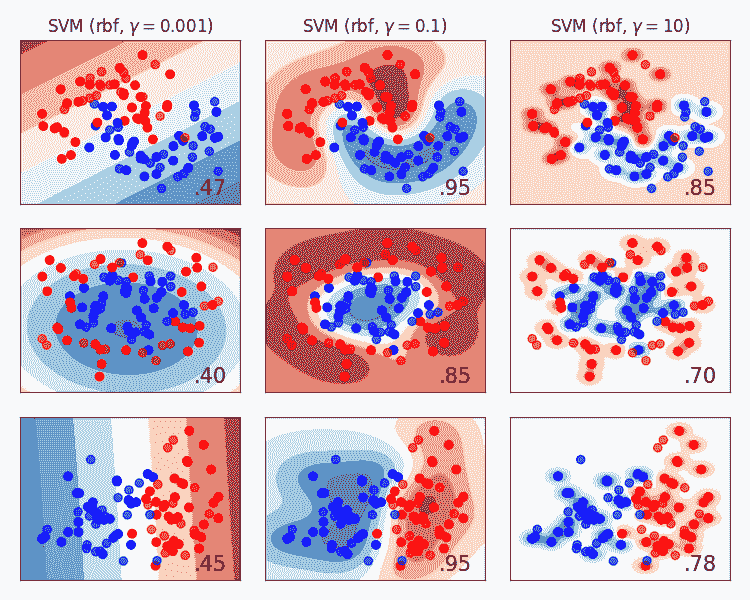 SVM (rbf, γ = 0.001) SVM (rbf, γ = 0.1) SVM (rbf, γ = 10)
.47 .95 .85
.40 .85 .70
.45 .95 .78